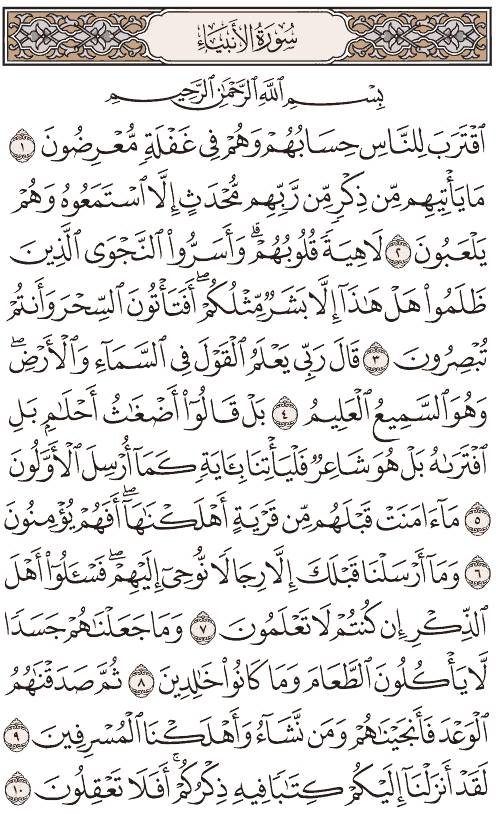 سُورَةُ الأَنبِيَاءِ
بِسْمِ اللَّهِ الرَّحْمَٰنِ الرَّحِيمِ
ٱقْتَرَبَ لِلنَّاسِ حِسَابُهُمْ وَهُمْ فِى غَفْلَةٍ مُّعْرِضُونَ ١
مَا يَأْتِيهِم مِّن ذِكْرٍ مِّن رَّبِّهِم مُّحْدَثٍ إِلَّا ٱسْتَمَعُوهُ وَهُمْ
يَلْعَبُونَ ٢ لَاهِيَةً قُلُوبُهُمْ ۗ وَأَسَرُّوا۟ ٱلنَّجْوَى ٱلَّذِينَ
ظَلَمُوا۟ هَلْ هَٰذَآ إِلَّا بَشَرٌ مِّثْلُكُمْ ۖ أَفَتَأْتُونَ ٱلسِّحْرَ وَأَنتُمْ
تُبْصِرُونَ ٣ قَالَ رَبِّى يَعْلَمُ ٱلْقَوْلَ فِى ٱلسَّمَآءِ وَٱلْأَرْضِ ۖ
وَهُوَ ٱلسَّمِيعُ ٱلْعَلِيمُ ٤ بَلْ قَالُوٓا۟ أَضْغَٰثُ أَحْلَٰمٍۭ بَلِ
ٱفْتَرَىٰهُ بَلْ هُوَ شَاعِرٌ فَلْيَأْتِنَا بِـَٔايَةٍ كَمَآ أُرْسِلَ ٱلْأَوَّلُونَ
٥ مَآ ءَامَنَتْ قَبْلَهُم مِّن قَرْيَةٍ أَهْلَكْنَٰهَآ ۖ أَفَهُمْ يُؤْمِنُونَ
٦ وَمَآ أَرْسَلْنَا قَبْلَكَ إِلَّا رِجَالًا نُّوحِىٓ إِلَيْهِمْ ۖ فَسْـَٔلُوٓا۟ أَهْلَ
ٱلذِّكْرِ إِن كُنتُمْ لَا تَعْلَمُونَ ٧ وَمَا جَعَلْنَٰهُمْ جَسَدًا
لَّا يَأْكُلُونَ ٱلطَّعَامَ وَمَا كَانُوا۟ خَٰلِدِينَ ٨ ثُمَّ صَدَقْنَٰهُمُ
ٱلْوَعْدَ فَأَنجَيْنَٰهُمْ وَمَن نَّشَآءُ وَأَهْلَكْنَا ٱلْمُسْرِفِينَ ٩
لَقَدْ أَنزَلْنَآ إِلَيْكُمْ كِتَٰبًا فِيهِ ذِكْرُكُمْ ۖ أَفَلَا تَعْقِلُونَ ١٠